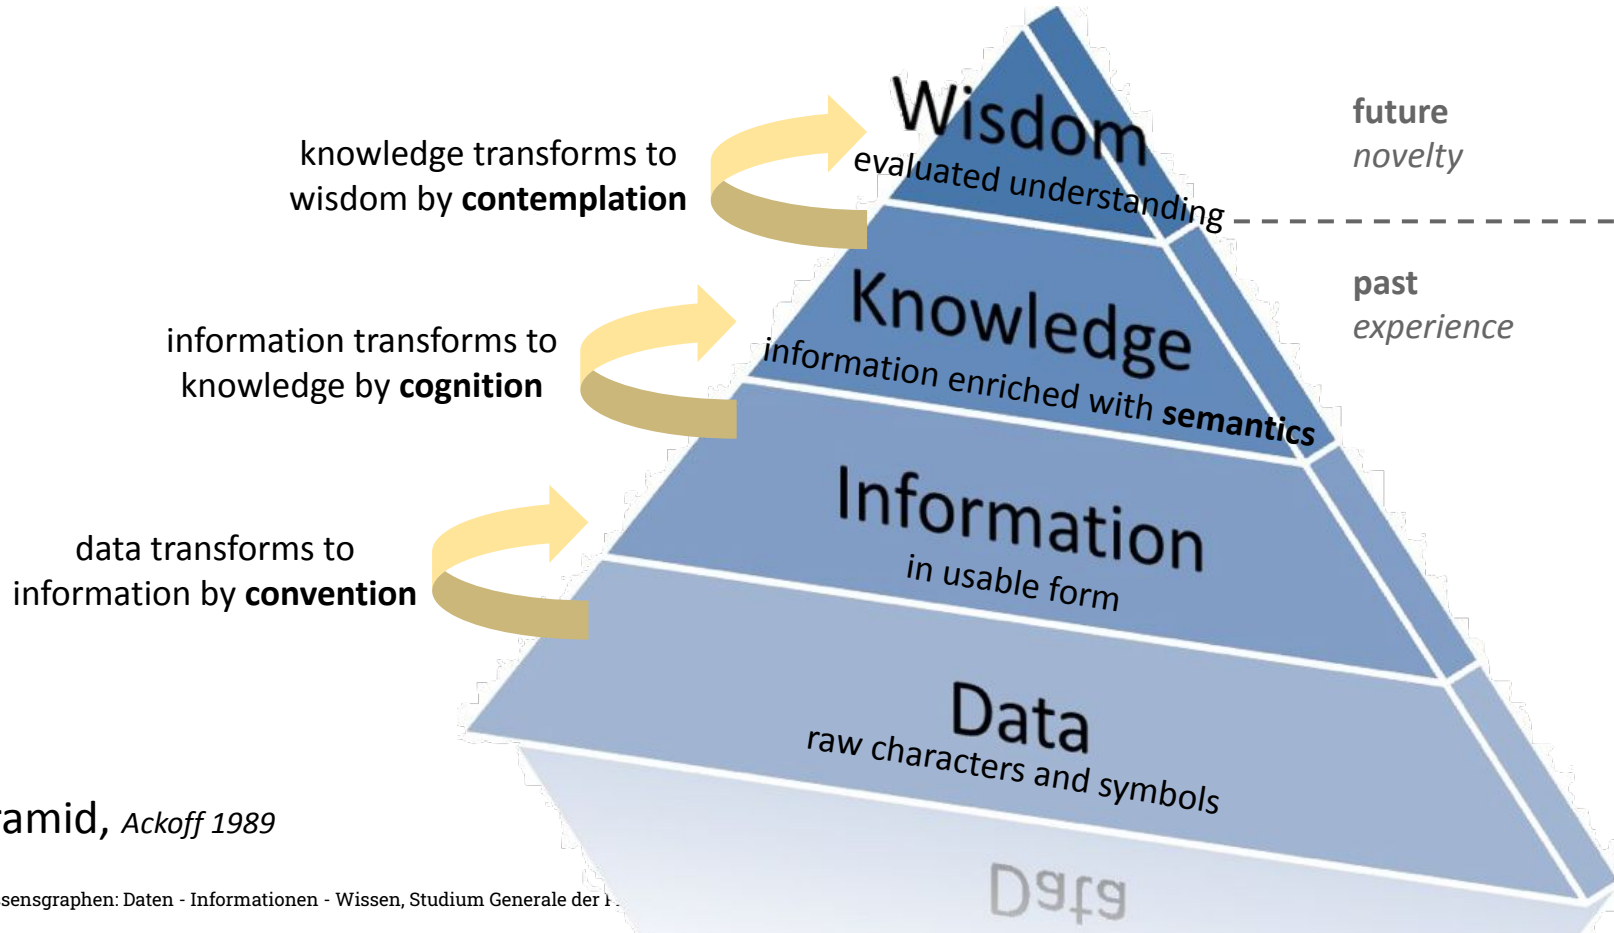 Wisdom
evaluated understanding
knowledge transforms to
wisdom by contemplation
future
novelty
Knowledge
information enriched with semantics
past
experience
information transforms to
knowledge by cognition
Information
in usable form
data transforms to
information by convention
Data
raw characters and symbols
Ackoff 1989
Daten - Informationen - Wissen, Studium Generale der
Data